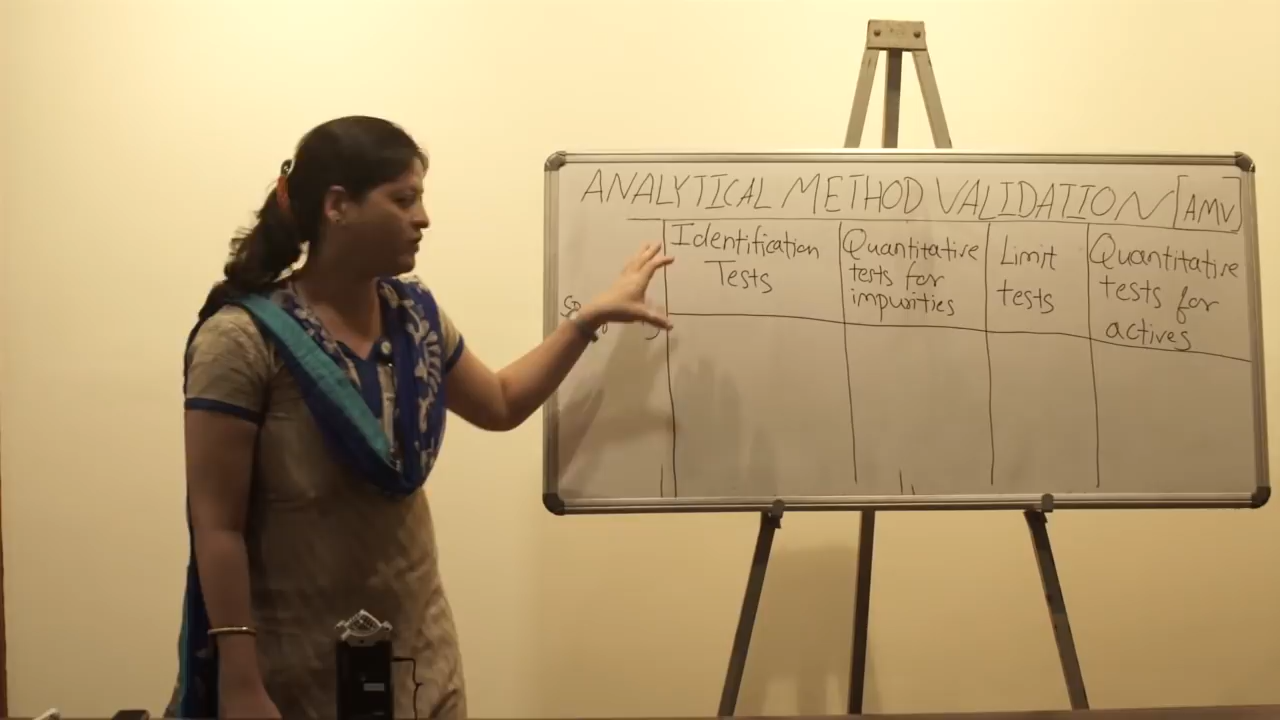 ANALYTICAL METHOD VALIDATION [AMV]
Identification
Tests
Quantitative
tests for
impurities
Limit
tests
Quantitative
tests for
actives